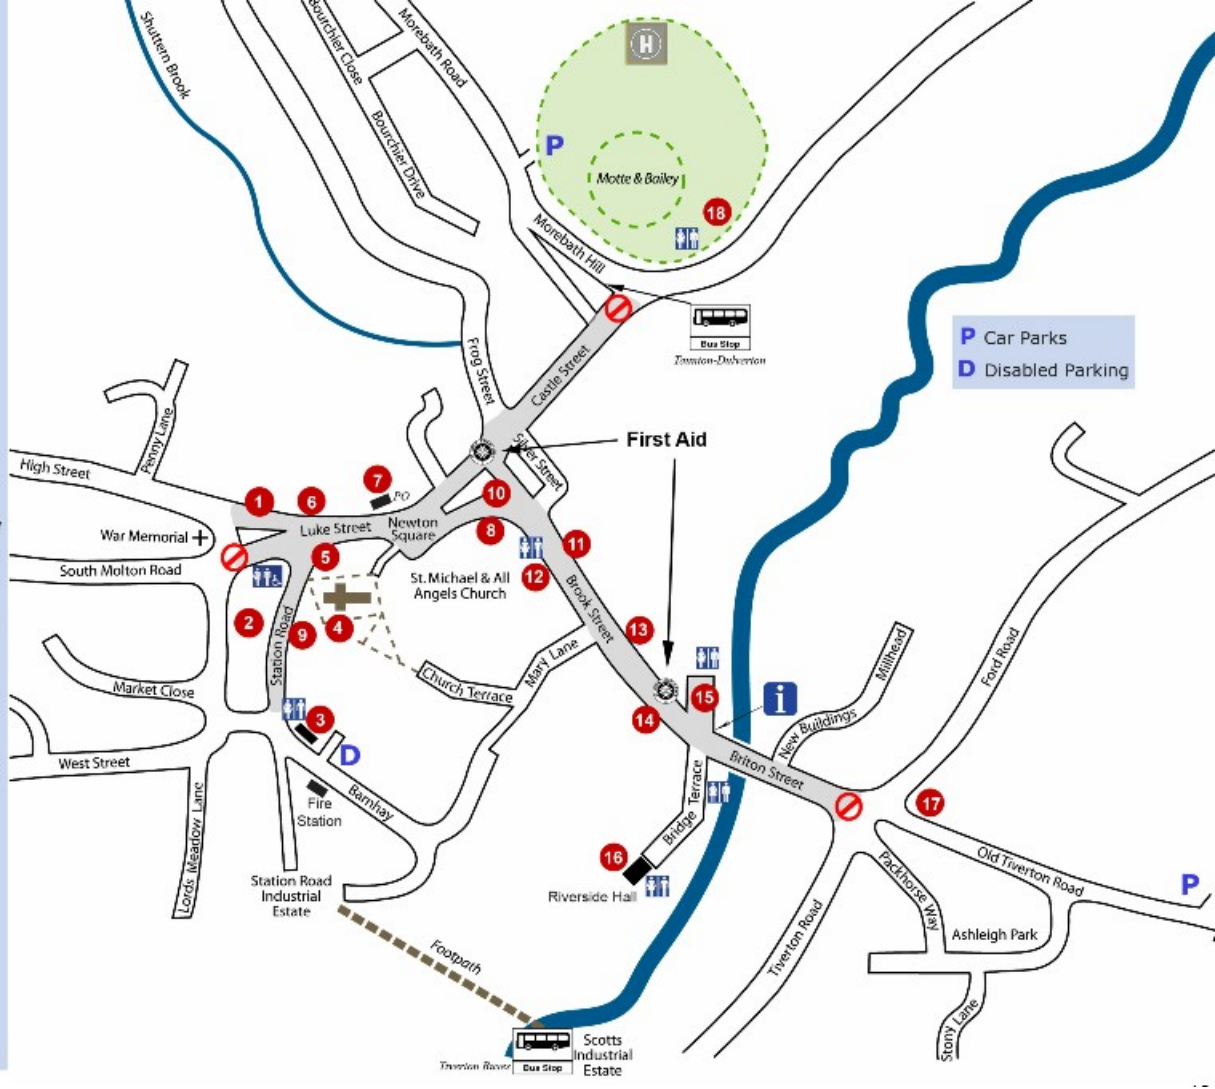 Shuttern Brook
Bourchier Close
Morebath Road
H
P
Bourchier Drive
Motte & Bailey
18
Morebath Hill
Bus Stop
Taunton-Dulverton
P Car Parks
D Disabled Parking
Frog Street
Castle Street
First Aid
Silver Street
Penny Lane
High Street
1
6
7
PO
10
Luke Street
Newton
Square
8
War Memorial
5
11
South Molton Road
St. Michael & All
Angels Church
12
Brook Street
2
9
4
13
Station Road
Mary Lane
Church Terrace
Market Close
Millhead
Ford Road
15
i
14
3
D
New Buildings
West Street
Briton Street
Fire
Station
Barnhay
Bridge Terrace
17
Lords Meadow Lane
16
Riverside Hall
Old Tiverton Road
P
Station Road
Industrial
Estate
Packhorse Way
Ashleigh Park
Tiverton Road
Footpath
Stony Lane
Scotts
Industrial
Estate
Bus Stop
Tiverton Buses